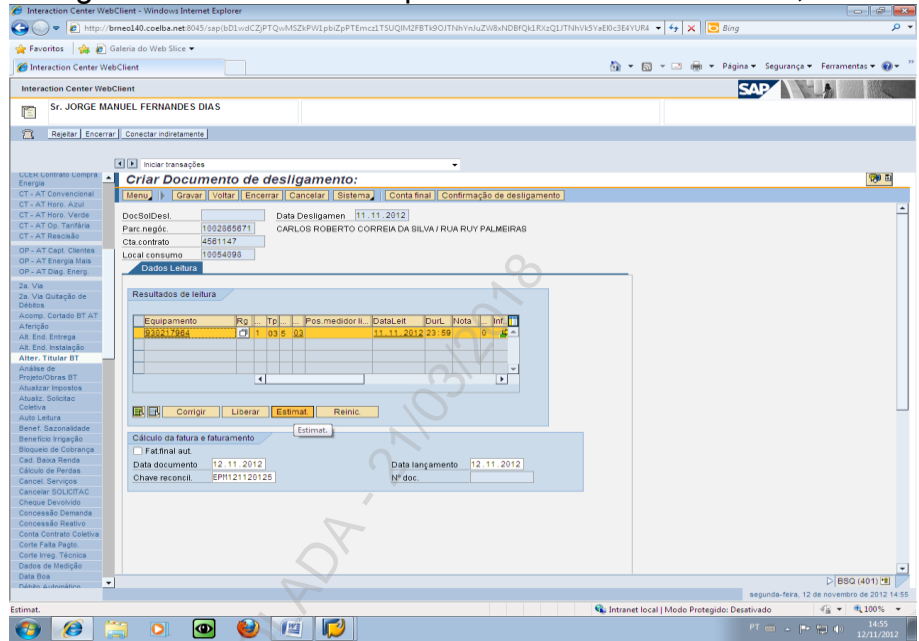 Interaction Center WebClient - Windows Internet Explorer
Bing
Favoritos Galeria do Web Slice
Interaction Center WebClient
Página Segurança Ferramentas
Interaction Center WebClient
SAP
Sr. JORGE MANUEL FERNANDES DIAS
Rejeitar Encerrar Conectar indiretamente
Iniciar transações
CCER Contrato Compra Energia
CT - AT Convencional
CT - AT Horo. Azul
CT - AT Horo. Verde
CT - AT Op. Tarifária
CT - AT Rescisão
OP - AT Capt. Clientes
OP - AT Energia Mais
OP - AT Diag. Energ.
2a. Via
2a. Via Quitação de
Débitos
Acomp. Cortado BT AT
Aferição
Alt. End. Entrega
Alt. End. Instalação
Alter. Titular BT
Análise de
Projeto/Obras BT
Atualizar Impostos
Atualiz. Solicitac
Coletiva
Auto Leitura
Benef. Sazonalidade
Benefício Irrigação
Bloqueio de Cobrança
Cad. Baixa Renda
Cálculo de Perdas
Cancel. Serviços
Cancelar SOLICITAC
Cheque Devolvido
Concessão Demanda
Concessão Reativo
Conta Contrato Coletiva
Corte Falta Pagto.
Corte Irreg. Técnica
Dados de Medição
Data Boa
Débito Automático
Criar Documento de desligamento:
Menu Gravar Voltar Encerrar Cancelar Sistema Conta final Confirmação de desligamento
DocSolDesl. Data Desligamen 11.11.2012
Parc.negóc. 1002865671 CARLOS ROBERTO CORREIA DA SILVA / RUA RUY PALMEIRAS
Cta.contrato 4561147
Local consumo 10054098
Dados Leitura
Resultados de leitura
Equipamento Rg ... Tp ... ... Pos.medidor li... DataLeit DurL Nota ... Inf.
930217964 1 03 5 03 11.11.2012 23:59 0
Corrigir Liberar Estimat. Reinic.
Estimat.
Cálculo da fatura e faturamento
Fat.final aut.
Data documento 12.11.2012 Data lançamento 12.11.2012
Chave reconcil. EPM121120125 Nº doc.
LADA - 21/03/2018
BSQ (401)
segunda-feira, 12 de novembro de 2012 14:55
Estimat. Intranet local | Modo Protegido: Desativado 100%
PT 14:55
12/11/2012